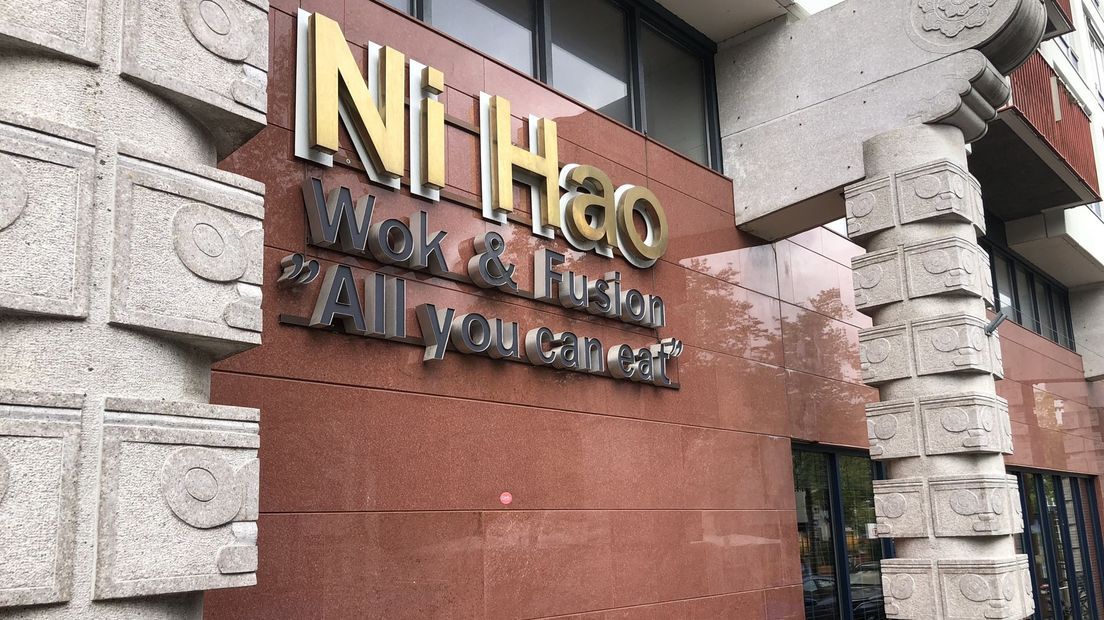 Ni Hao
Wok & Fusion
”All you can eat”